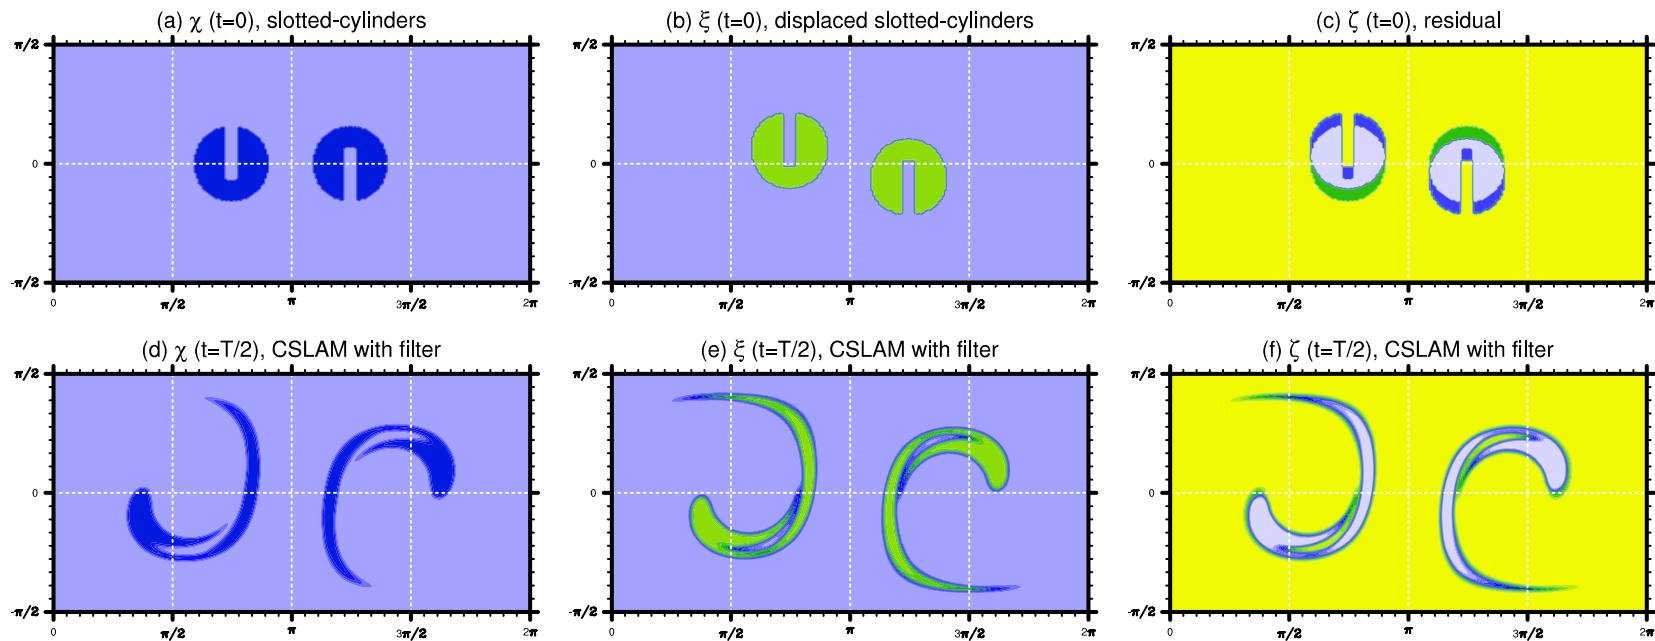 (a) χ (t=0), slotted-cylinders
(b) ξ (t=0), displaced slotted-cylinders
(c) ζ (t=0), residual
π/2
0
-π/2
0
π/2
π
3π/2
2π
π/2
0
-π/2
0
π/2
π
3π/2
2π
π/2
0
-π/2
0
π/2
π
3π/2
2π
(d) χ (t=T/2), CSLAM with filter
(e) ξ (t=T/2), CSLAM with filter
(f) ζ (t=T/2), CSLAM with filter
π/2
0
-π/2
0
π/2
π
3π/2
2π
π/2
0
-π/2
0
π/2
π
3π/2
2π
π/2
0
-π/2
0
π/2
π
3π/2
2π